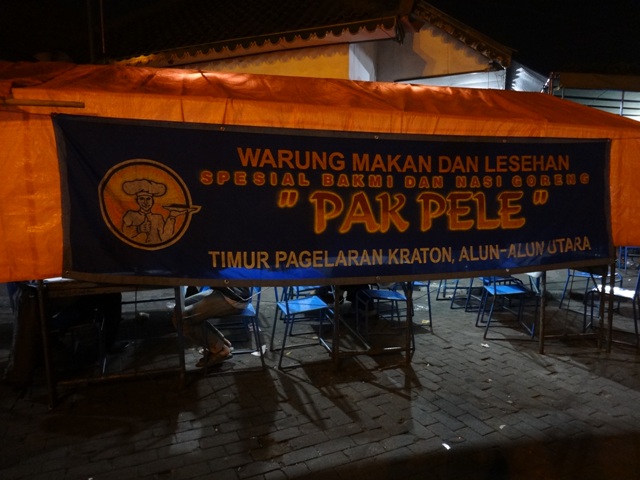 WARUNG MAKAN DAN LESEHAN
SPESIAL BAKMI DAN NASI GORENG
"PAK PELE"
TIMUR PAGELARAN KRATON, ALUN-ALUN UTARA